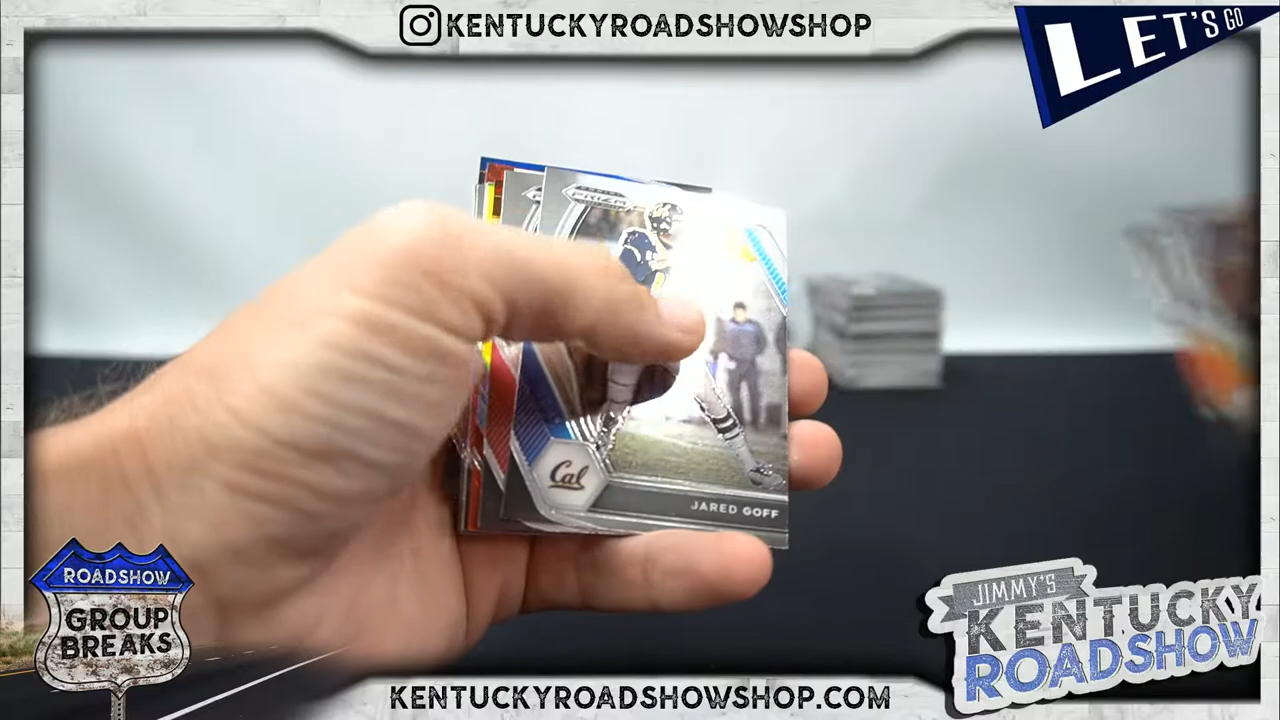 KENTUCKYROADSHOWSHOP
LET'S GO
PRIZM
Cal
JARED GOFF
ROADSHOW
GROUP
BREAKS
JIMMY'S
KENTUCKY
ROADSHOW
KENTUCKYROADSHOWSHOP.COM